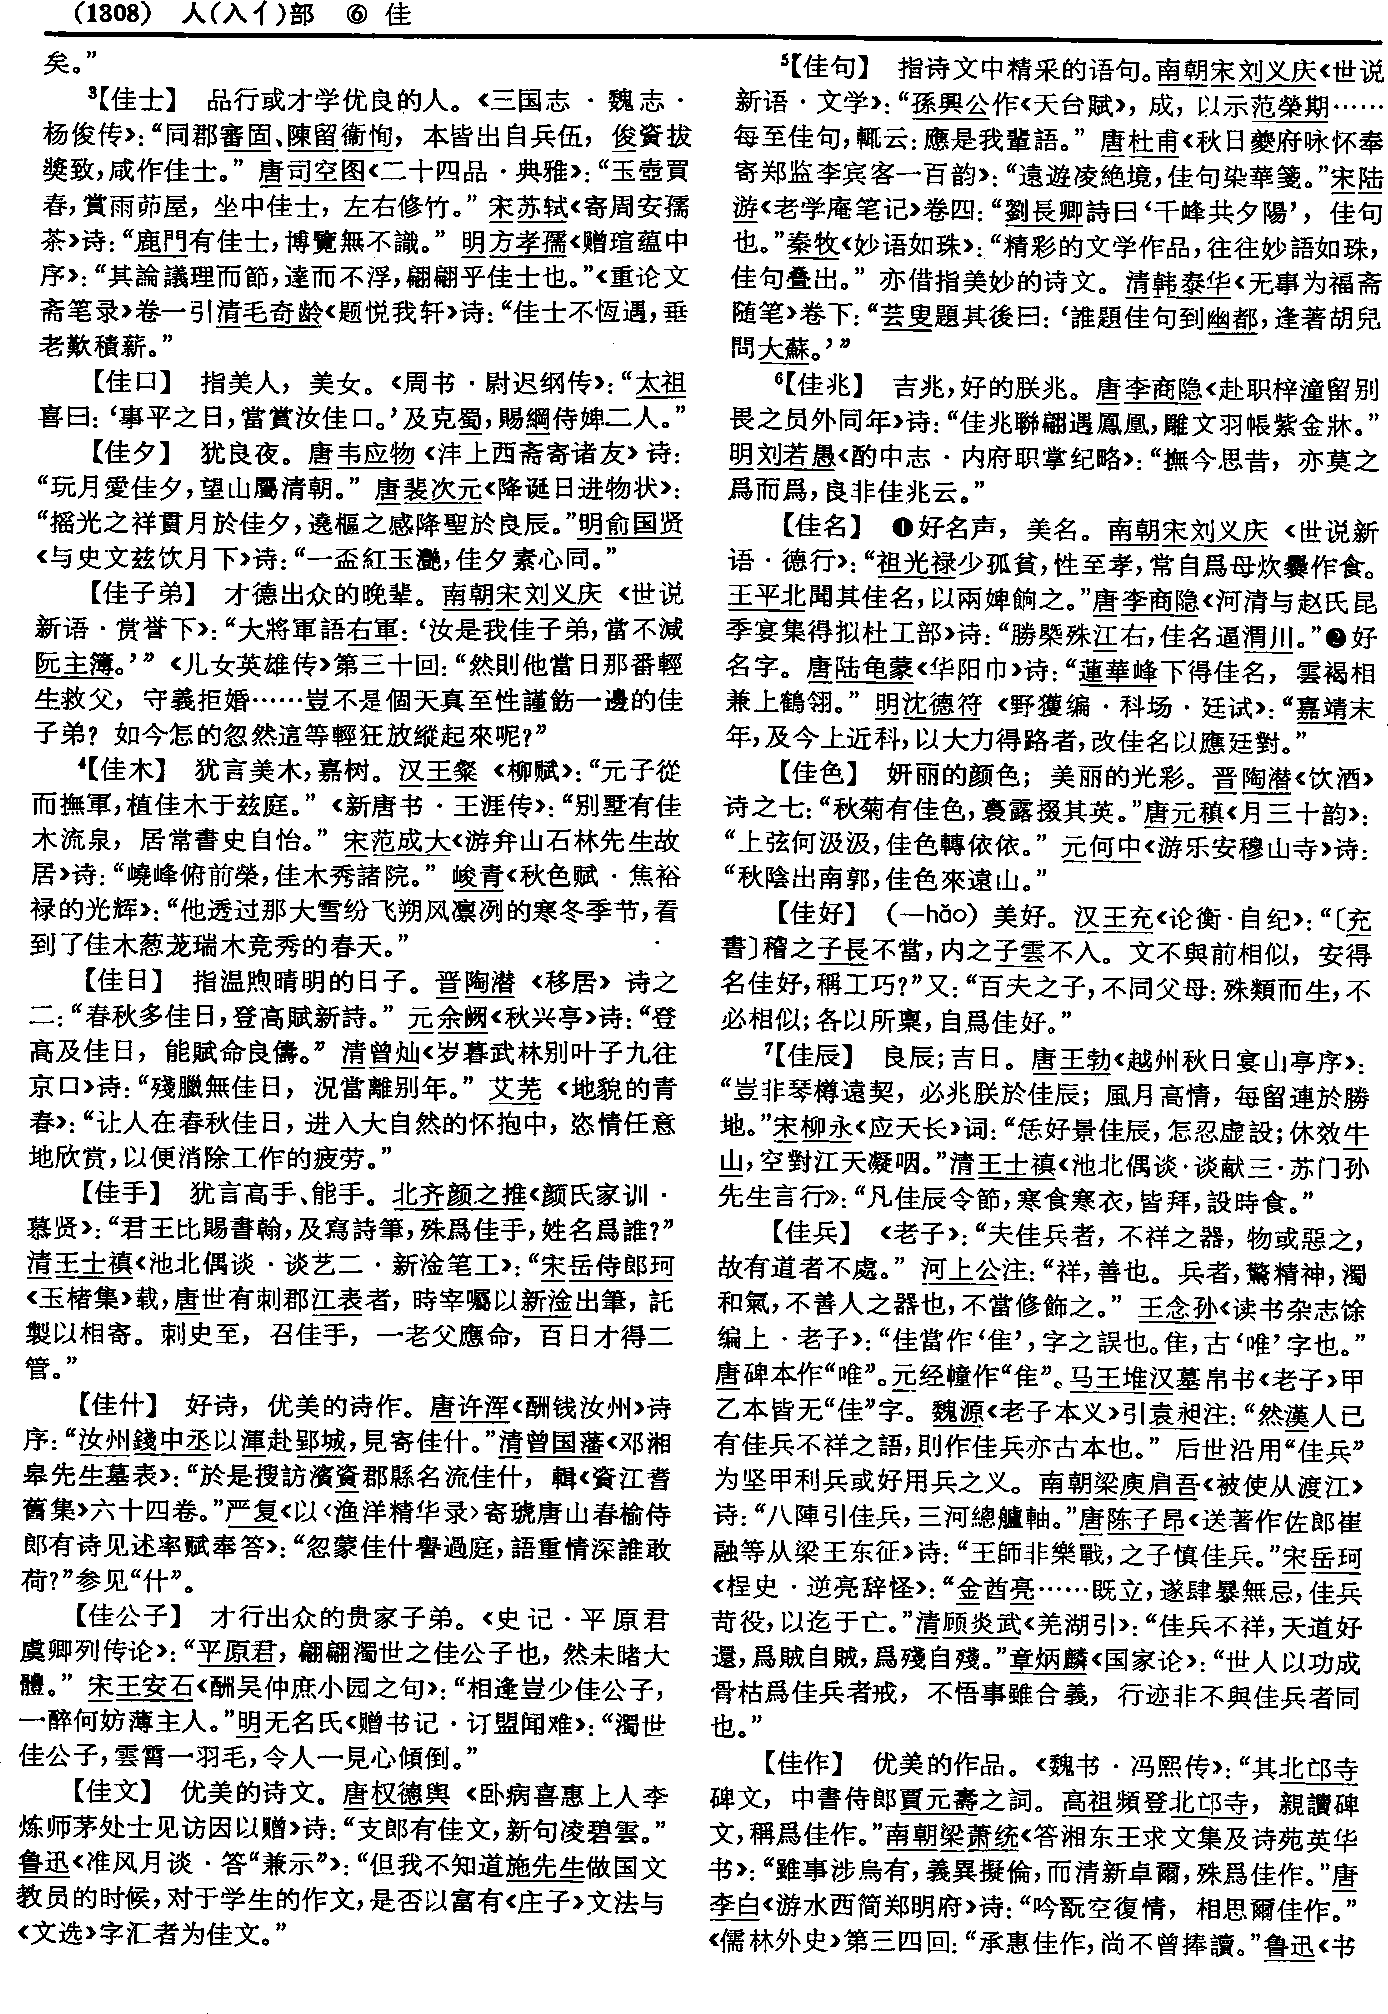 (1308) 人(入亻)部 ⑥ 佳
矣。”
³【佳士】 品行或才学优良的人。《三国志·魏志·
杨俊传》：“同郡審固、陳留衞恂，本皆出自兵伍，俊資拔
奬致，咸作佳士。” 唐司空图《二十四品·典雅》：“玉壺買
春，賞雨茆屋，坐中佳士，左右修竹。” 宋苏轼《寄周安孺
茶》诗：“鹿門有佳士，博覽無不識。” 明方孝孺《赠瑄蕴中
序》：“其論議理而節，達而不浮，翩翩乎佳士也。”《重论文
斋笔录》卷一引清毛奇龄《题悦我轩》诗：“佳士不恆遇，垂
老歎積薪。”
【佳口】 指美人，美女。《周书·尉迟纲传》：“太祖
喜曰：‘事平之日，當賞汝佳口。’及克蜀，賜綱侍婢二人。”
【佳夕】 犹良夜。唐韦应物《沣上西斋寄诸友》诗：
“玩月愛佳夕，望山屬清朝。” 唐裴次元《降诞日进物状》：
“摇光之祥貫月於佳夕，遶樞之感降聖於良辰。”明俞国贤
《与史文兹饮月下》诗：“一盃紅玉灔，佳夕素心同。”
【佳子弟】 才德出众的晚辈。南朝宋刘义庆《世说
新语·赏誉下》：“大將軍語右軍：‘汝是我佳子弟，當不减
阮主簿。’” 《儿女英雄传》第三十回：“然則他當日那番輕
生救父，守義拒婚……豈不是個天真至性謹飭一邊的佳
子弟？如今怎的忽然這等輕狂放縱起來呢？”
⁴【佳木】 犹言美木，嘉树。汉王粲《柳赋》：“元子從
而撫軍，植佳木于兹庭。” 《新唐书·王涯传》：“别墅有佳
木流泉，居常書史自怡。” 宋范成大《游弁山石林先生故
居》诗：“嶢峰俯前榮，佳木秀諸院。” 峻青《秋色赋·焦裕
禄的光辉》：“他透过那大雪纷飞朔风凛冽的寒冬季节，看
到了佳木葱茏瑞木竞秀的春天。”
【佳日】 指温煦晴明的日子。晋陶潜《移居》诗之
二：“春秋多佳日，登高賦新詩。” 元余阙《秋兴亭》诗：“登
高及佳日，能賦命良儔。” 清曾灿《岁暮武林别叶子九往
京口》诗：“殘臘無佳日，況當離别年。” 艾芜《地貌的青
春》：“让人在春秋佳日，进入大自然的怀抱中，恣情任意
地欣赏，以便消除工作的疲劳。”
【佳手】 犹言高手、能手。北齐颜之推《颜氏家训·
慕贤》：“君王比賜書翰，及寫詩筆，殊爲佳手，姓名爲誰？”
清王士禛《池北偶谈·谈艺二·新淦笔工》：“宋岳侍郎珂
《玉楮集》载，唐世有刺郡江表者，時宰囑以新淦出筆，託
製以相寄。刺史至，召佳手，一老父應命，百日才得二
管。”
【佳什】 好诗，优美的诗作。唐许浑《酬钱汝州》诗
序：“汝州錢中丞以渾赴郢城，見寄佳什。”清曾国藩《邓湘
皋先生墓表》：“於是搜訪濱資郡縣名流佳什，輯《資江耆
舊集》六十四卷。”严复《以〈渔洋精华录〉寄琥唐山春榆侍
郎有诗见述率赋奉答》：“忽蒙佳什譽過庭，語重情深誰敢
荷？”参见“什”。
【佳公子】 才行出众的贵家子弟。《史记·平原君
虞卿列传论》：“平原君，翩翩濁世之佳公子也，然未睹大
體。” 宋王安石《酬吴仲庶小园之句》：“相逢豈少佳公子，
一醉何妨薄主人。”明无名氏《赠书记·订盟闻难》：“濁世
佳公子，雲霄一羽毛，令人一見心傾倒。”
【佳文】 优美的诗文。唐权德舆《卧病喜惠上人李
炼师茅处士见访因以赠》诗：“支郎有佳文，新句凌碧雲。”
鲁迅《准风月谈·答“兼示”》：“但我不知道施先生做国文
教员的时候，对于学生的作文，是否以富有《庄子》文法与
《文选》字汇者为佳文。”
⁵【佳句】 指诗文中精采的语句。南朝宋刘义庆《世说
新语·文学》：“孫興公作《天台賦》，成，以示范榮期……
每至佳句，輒云：應是我輩語。” 唐杜甫《秋日夔府咏怀奉
寄郑监李宾客一百韵》：“遠遊凌絶境，佳句染華箋。”宋陆
游《老学庵笔记》卷四：“劉長卿詩曰‘千峰共夕陽’，佳句
也。”秦牧《妙语如珠》：“精彩的文学作品，往往妙語如珠，
佳句叠出。” 亦借指美妙的诗文。清韩泰华《无事为福斋
随笔》卷下：“芸叟題其後曰：‘誰題佳句到幽都，逢著胡兒
問大蘇。’”
⁶【佳兆】 吉兆，好的朕兆。唐李商隐《赴职梓潼留别
畏之员外同年》诗：“佳兆聯翩遇鳳凰，雕文羽帳紫金牀。”
明刘若愚《酌中志·内府职掌纪略》：“撫今思昔，亦莫之
爲而爲，良非佳兆云。”
【佳名】 ❶好名声，美名。南朝宋刘义庆《世说新
语·德行》：“祖光禄少孤貧，性至孝，常自爲母炊爨作食。
王平北聞其佳名，以兩婢餉之。”唐李商隐《河清与赵氏昆
季宴集得拟杜工部》诗：“勝槩殊江右，佳名逼渭川。”❷好
名字。唐陆龟蒙《华阳巾》诗：“蓮華峰下得佳名，雲褐相
兼上鶴翎。” 明沈德符《野獲编·科场·廷试》：“嘉靖末
年，及今上近科，以大力得路者，改佳名以應廷對。”
【佳色】 妍丽的颜色；美丽的光彩。晋陶潜《饮酒》
诗之七：“秋菊有佳色，裛露掇其英。”唐元稹《月三十韵》：
“上弦何汲汲，佳色轉依依。” 元何中《游乐安穆山寺》诗：
“秋陰出南郭，佳色來遠山。”
【佳好】 （一hǎo）美好。汉王充《论衡·自纪》：“〔充
書〕稽之子長不當，内之子雲不入。文不與前相似，安得
名佳好，稱工巧？”又：“百夫之子，不同父母：殊類而生，不
必相似；各以所稟，自爲佳好。”
⁷【佳辰】 良辰；吉日。唐王勃《越州秋日宴山亭序》：
“豈非琴樽遠契，必兆朕於佳辰；風月高情，每留連於勝
地。”宋柳永《应天长》词：“恁好景佳辰，怎忍虚設；休效牛
山，空對江天凝咽。”清王士禛《池北偶谈·谈献三·苏门孙
先生言行》：“凡佳辰令節，寒食寒衣，皆拜，設時食。”
【佳兵】 《老子》：“夫佳兵者，不祥之器，物或惡之，
故有道者不處。” 河上公注：“祥，善也。兵者，驚精神，濁
和氣，不善人之器也，不當修飾之。” 王念孙《读书杂志馀
编上·老子》：“佳當作‘隹’，字之誤也。隹，古‘唯’字也。”
唐碑本作“唯”。元经幢作“隹”。马王堆汉墓帛书《老子》甲
乙本皆无“佳”字。魏源《老子本义》引袁昶注：“然漢人已
有佳兵不祥之語，則作佳兵亦古本也。” 后世沿用“佳兵”
为坚甲利兵或好用兵之义。南朝梁庾肩吾《被使从渡江》
诗：“八陣引佳兵，三河總艫舳。”唐陈子昂《送著作佐郎崔
融等从梁王东征》诗：“王師非樂戰，之子慎佳兵。”宋岳珂
《桯史·逆亮辞怪》：“金酋亮……既立，遂肆暴無忌，佳兵
苛役，以迄于亡。”清顾炎武《羌湖引》：“佳兵不祥，天道好
還，爲賊自賊，爲殘自殘。”章炳麟《国家论》：“世人以功成
骨枯爲佳兵者戒，不悟事雖合義，行迹非不與佳兵者同
也。”
【佳作】 优美的作品。《魏书·冯熙传》：“其北邙寺
碑文，中書侍郎賈元壽之詞。高祖頻登北邙寺，親讀碑
文，稱爲佳作。”南朝梁萧统《答湘东王求文集及诗苑英华
书》：“雖事涉烏有，義異擬倫，而清新卓爾，殊爲佳作。”唐
李白《游水西简郑明府》诗：“吟翫空復情，相思爾佳作。”
《儒林外史》第三四回：“承惠佳作，尚不曾捧讀。”鲁迅《书